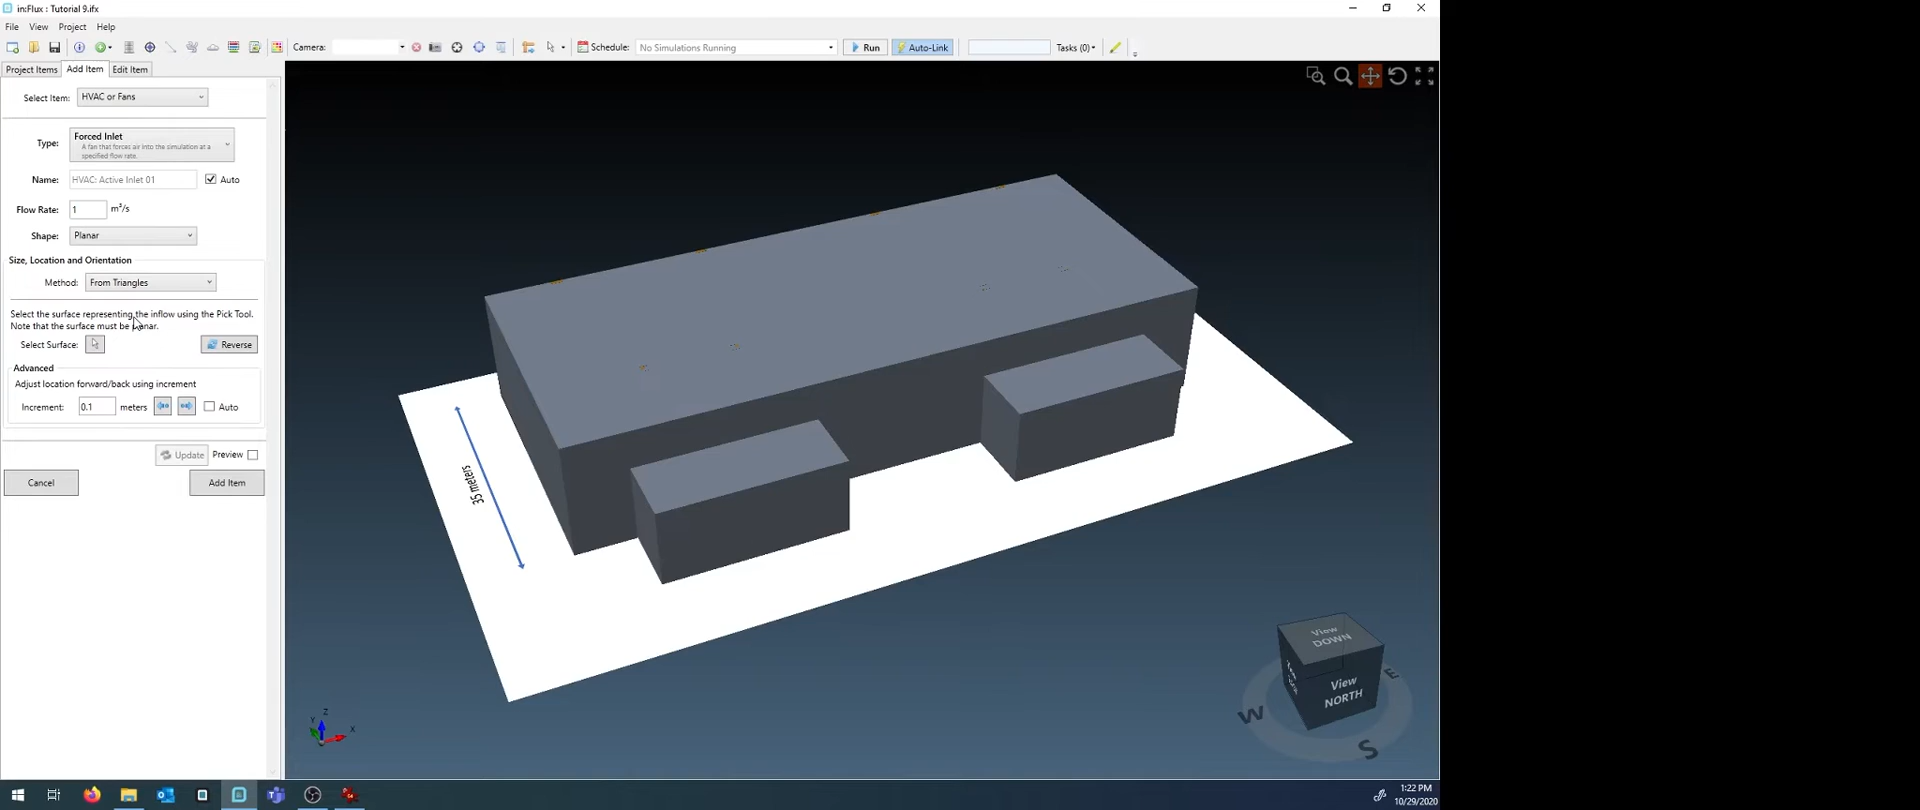 in:Flux : Tutorial 9.ifx
File View Project Help
Camera: Schedule: No Simulations Running Run Auto-Link Tasks (0)
Project Items Add Item Edit Item
Select Item: HVAC or Fans
Type: Forced Inlet
A fan that forces air into the simulation at a
specified flow rate.
Name: HVAC: Active Inlet 01 Auto
Flow Rate: 1 m³/s
Shape: Planar
Size, Location and Orientation
Method: From Triangles
Select the surface representing the inflow using the Pick Tool.
Note that the surface must be planar.
Select Surface: Reverse
Advanced
Adjust location forward/back using increment
Increment: 0.1 meters Auto
Update Preview
Cancel Add Item
35 meters
View
DOWN
View
NORTH
W
E
S
Z
Y
X
1:22 PM
10/29/2020